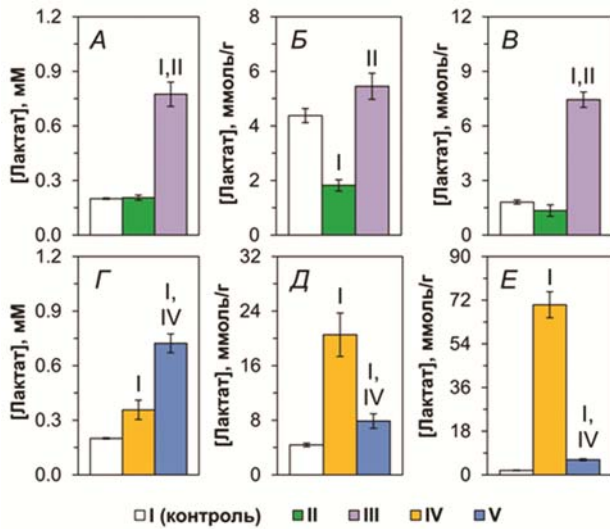 А
[Лактат], мМ
1.2
0.9
0.6
0.3
0.0
I,II
Б
[Лактат], ммоль/г
8
6
4
2
0
I
II
В
[Лактат], ммоль/г
12
9
6
3
0
I,II
Г
[Лактат], мМ
1.2
0.9
0.6
0.3
0.0
I
I,
IV
Д
[Лактат], ммоль/г
32
24
16
8
0
I
I,
IV
Е
[Лактат], ммоль/г
90
72
54
36
18
0
I
I,
IV
I (контроль) II III IV V